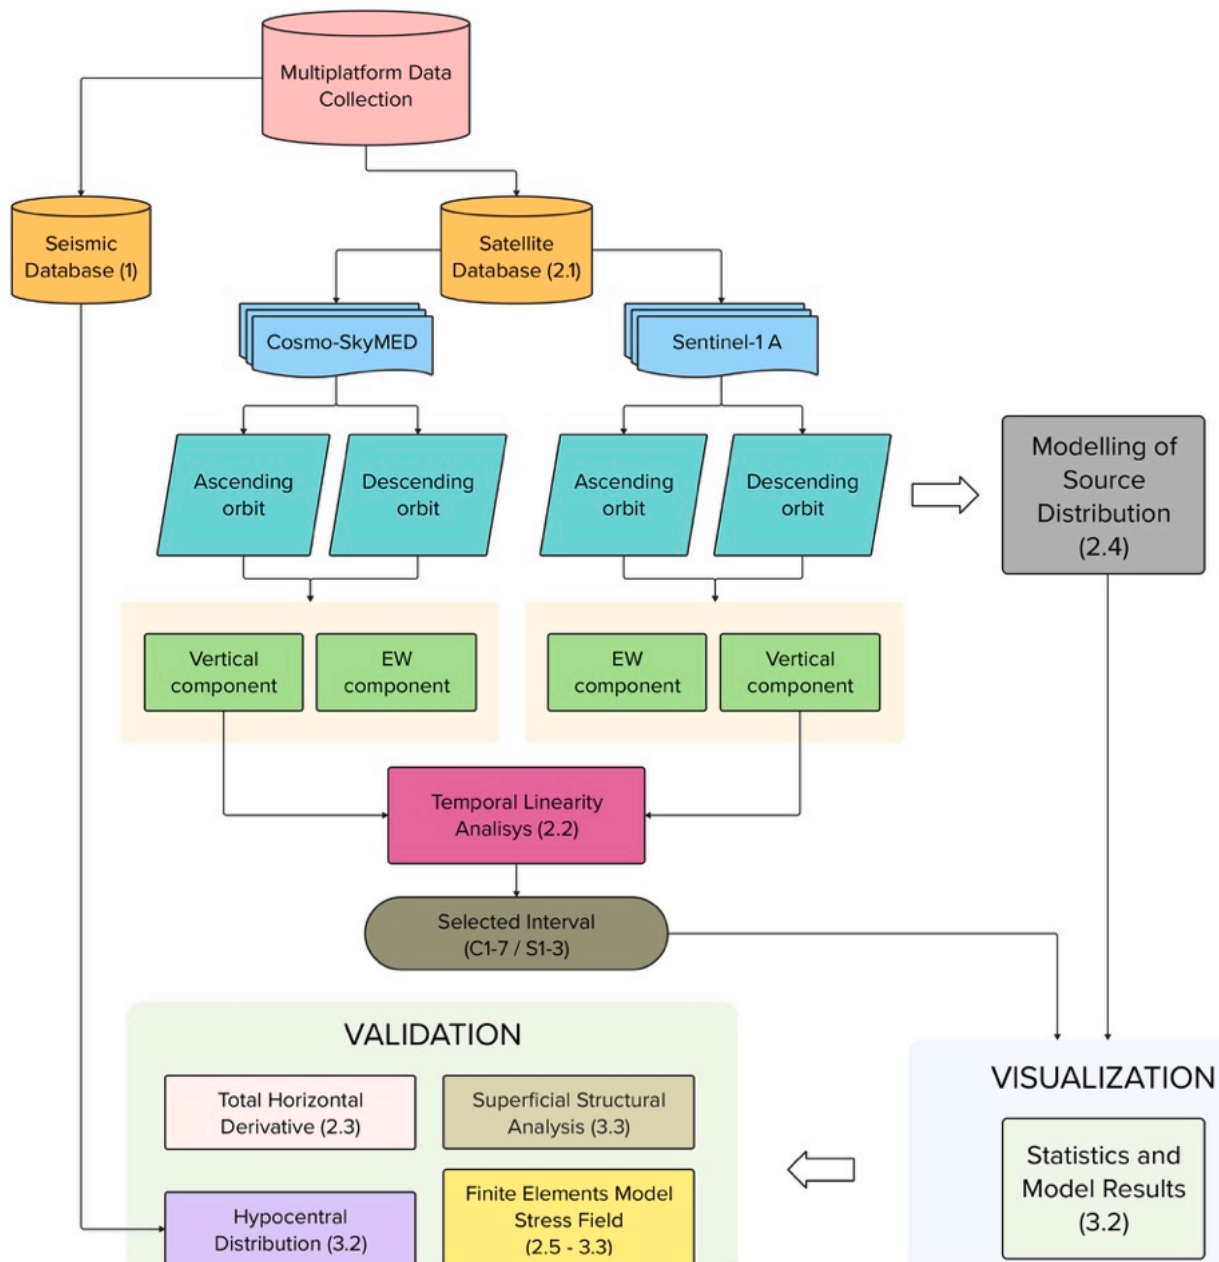 Multiplatform Data
Collection
Seismic
Database (1)
Satellite
Database (2.1)
Cosmo-SkyMED
Sentinel-1 A
Ascending
orbit
Descending
orbit
Ascending
orbit
Descending
orbit
Modelling of
Source
Distribution
(2.4)
Vertical
component
EW
component
EW
component
Vertical
component
Temporal Linearity
Analisys (2.2)
Selected Interval
(C1-7 / S1-3)
VALIDATION
Total Horizontal
Derivative (2.3)
Superficial Structural
Analysis (3.3)
Hypocentral
Distribution (3.2)
Finite Elements Model
Stress Field
(2.5 - 3.3)
VISUALIZATION
Statistics and
Model Results
(3.2)